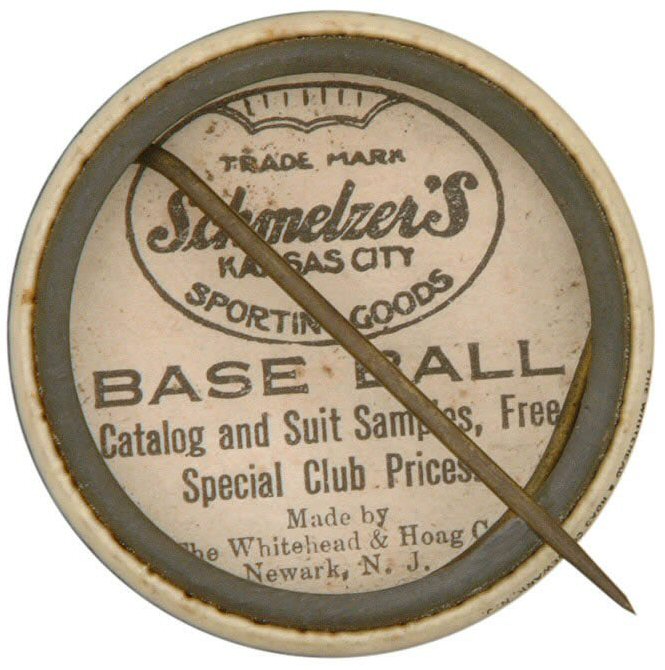 TRADE MARK
Schmelzer's
KANSAS CITY
SPORTING GOODS
BASE BALL
Catalog and Suit Samples, Free
Special Club Prices.
Made by
The Whitehead & Hoag Co.
Newark, N. J.